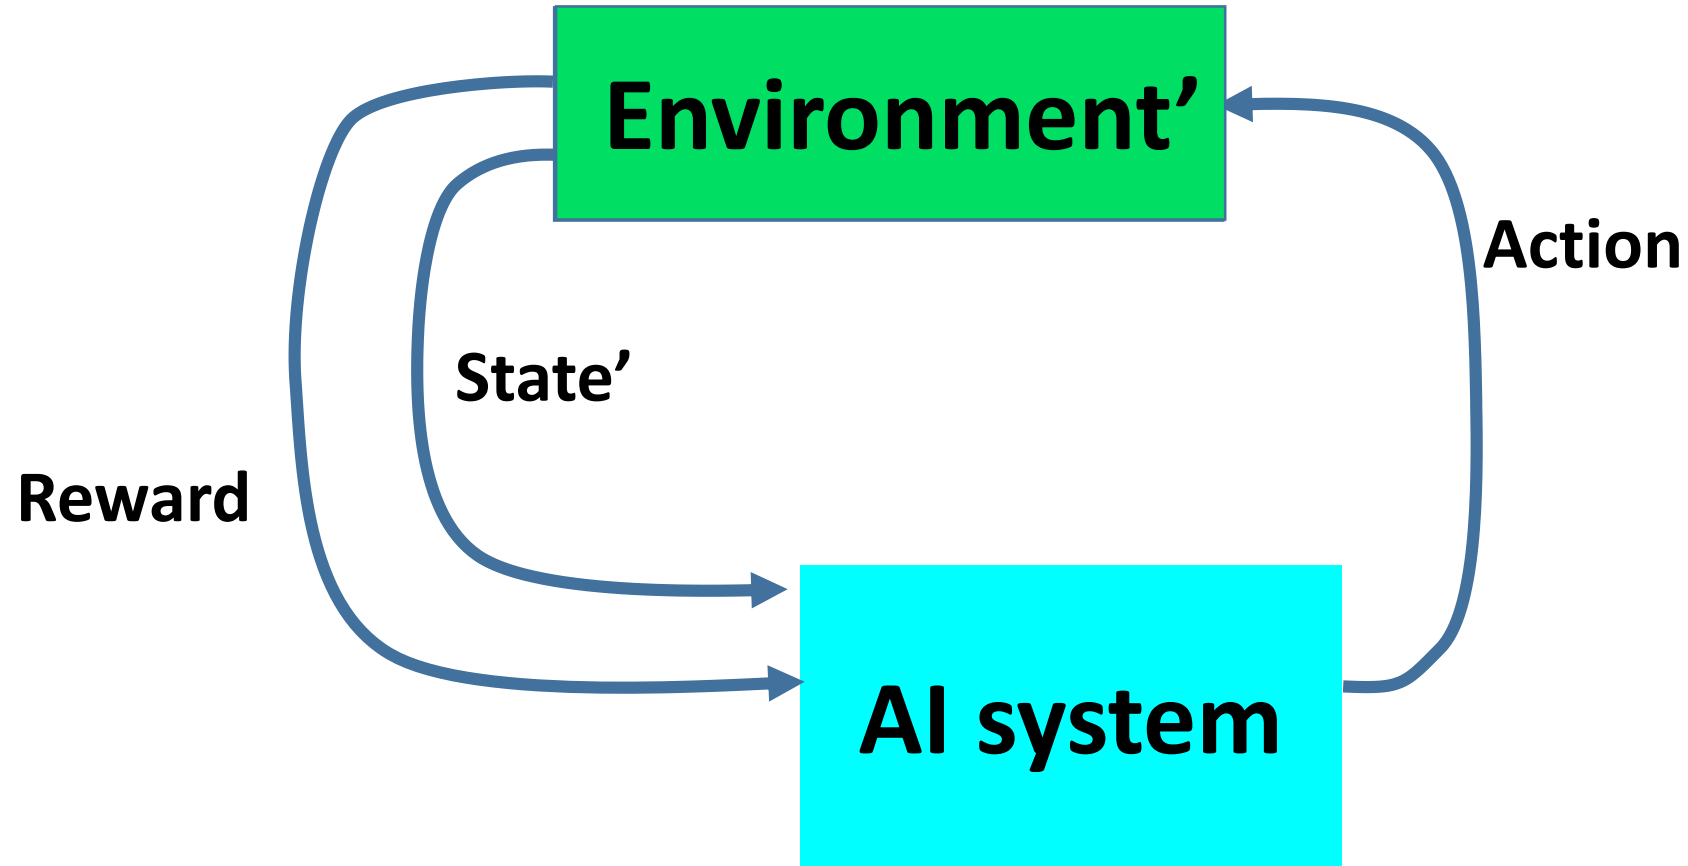 Environment’
Action
State’
Reward
AI system